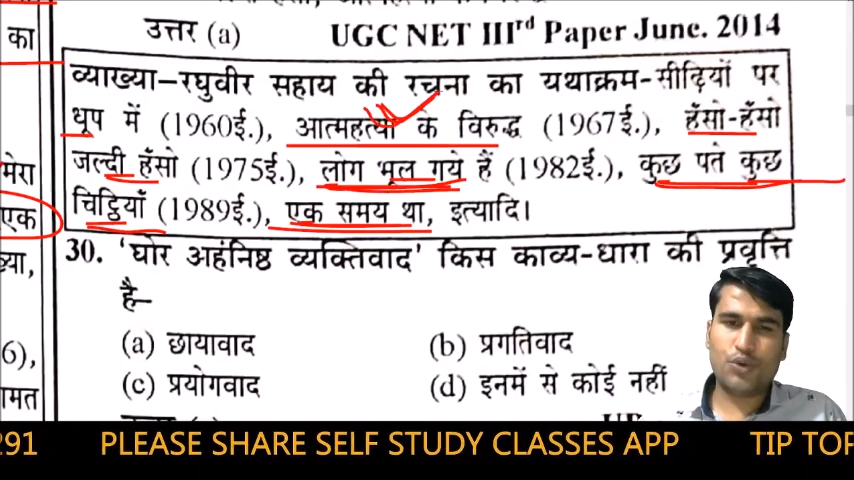 का
उत्तर (a) UGC NET IIIrd Paper June. 2014
व्याख्या–रघुवीर सहाय की रचना का यथाक्रम-सीढ़ियों पर
धूप में (1960ई.), आत्महत्या के विरुद्ध (1967ई.), हँसो-हँसो
जल्दी हँसो (1975ई.), लोग भूल गये हैं (1982ई.), कुछ पते कुछ
चिट्ठियाँ (1989ई.), एक समय था, इत्यादि।
मेरा
एक
30. 'घोर अहंनिष्ठ व्यक्तिवाद' किस काव्य-धारा की प्रवृत्ति
है–
(a) छायावाद (b) प्रगतिवाद
(c) प्रयोगवाद (d) इनमें से कोई नहीं
6),
291 PLEASE SHARE SELF STUDY CLASSES APP TIP TOP